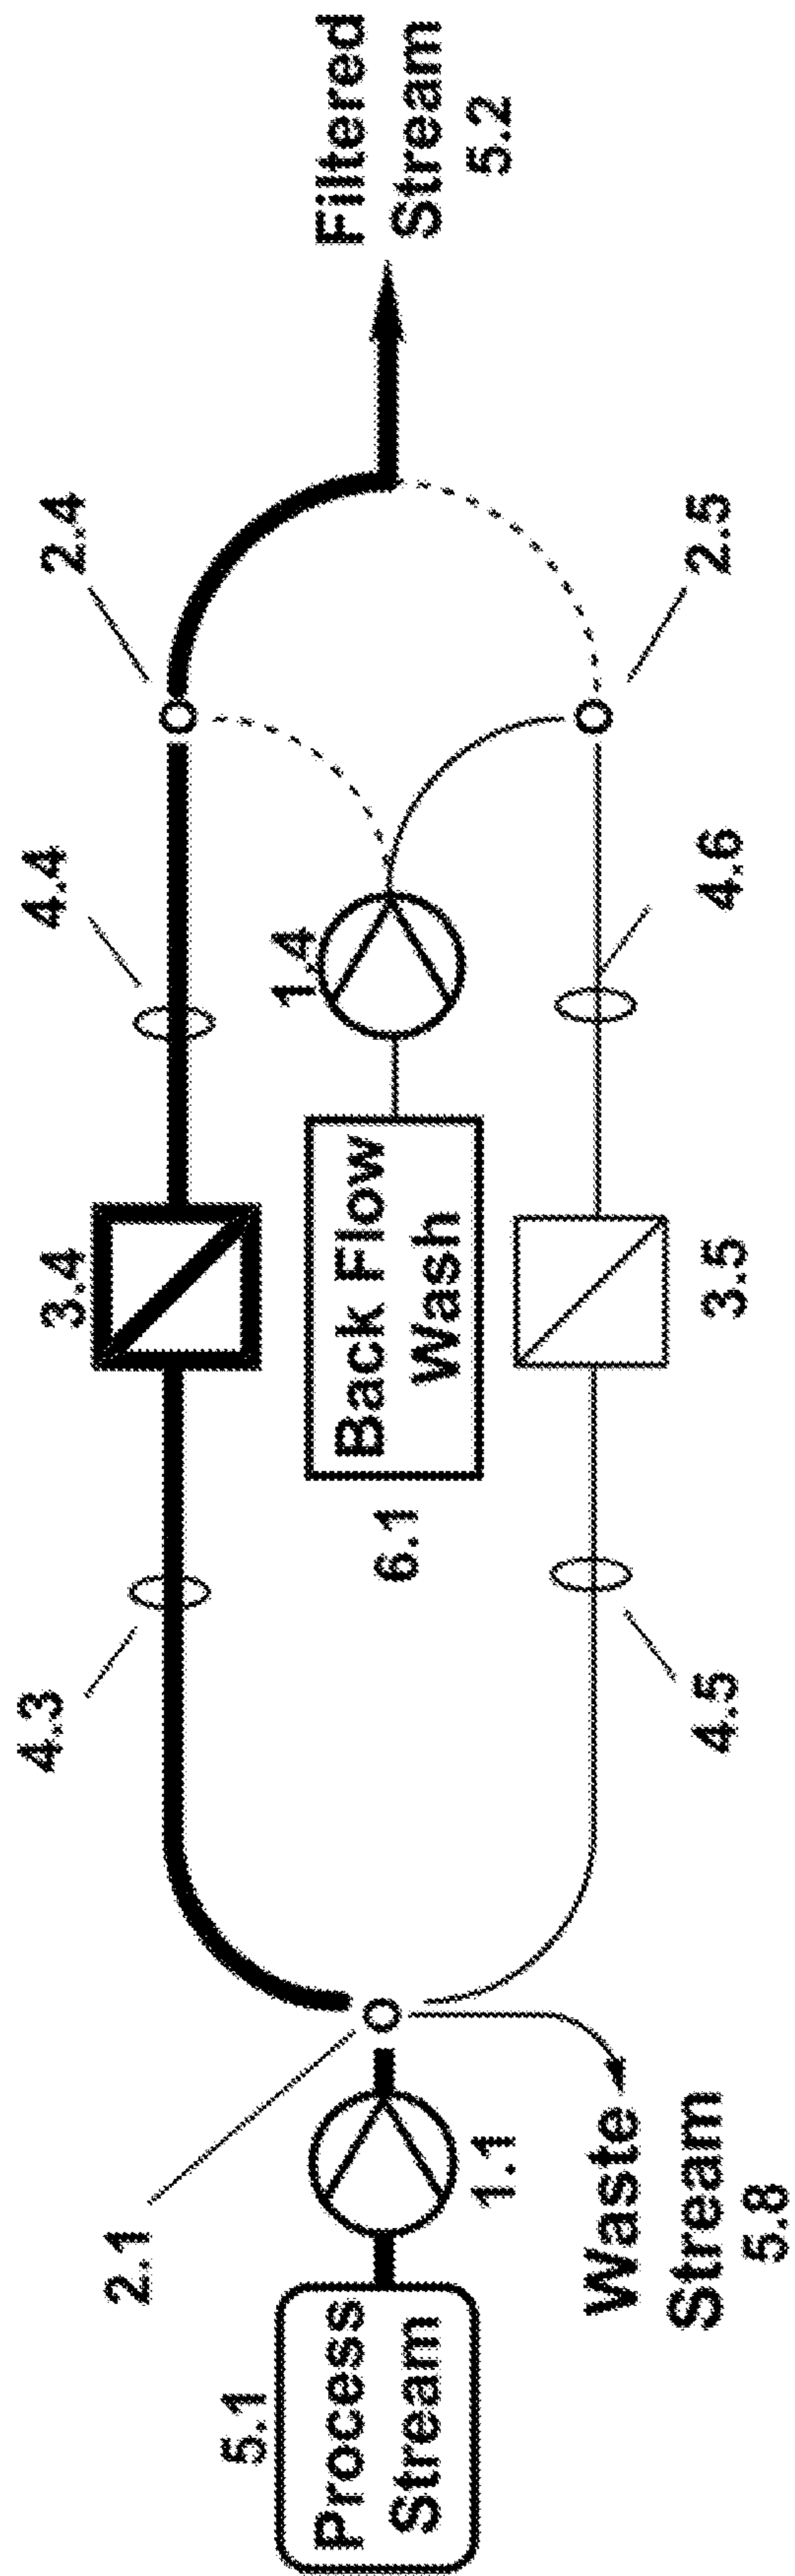 5.1
Process
Stream
1.1
2.1
Waste
Stream
5.8
4.3
4.5
6.1
Back Flow
Wash
3.4
3.5
1.4
4.4
4.6
2.4
2.5
Filtered
Stream
5.2